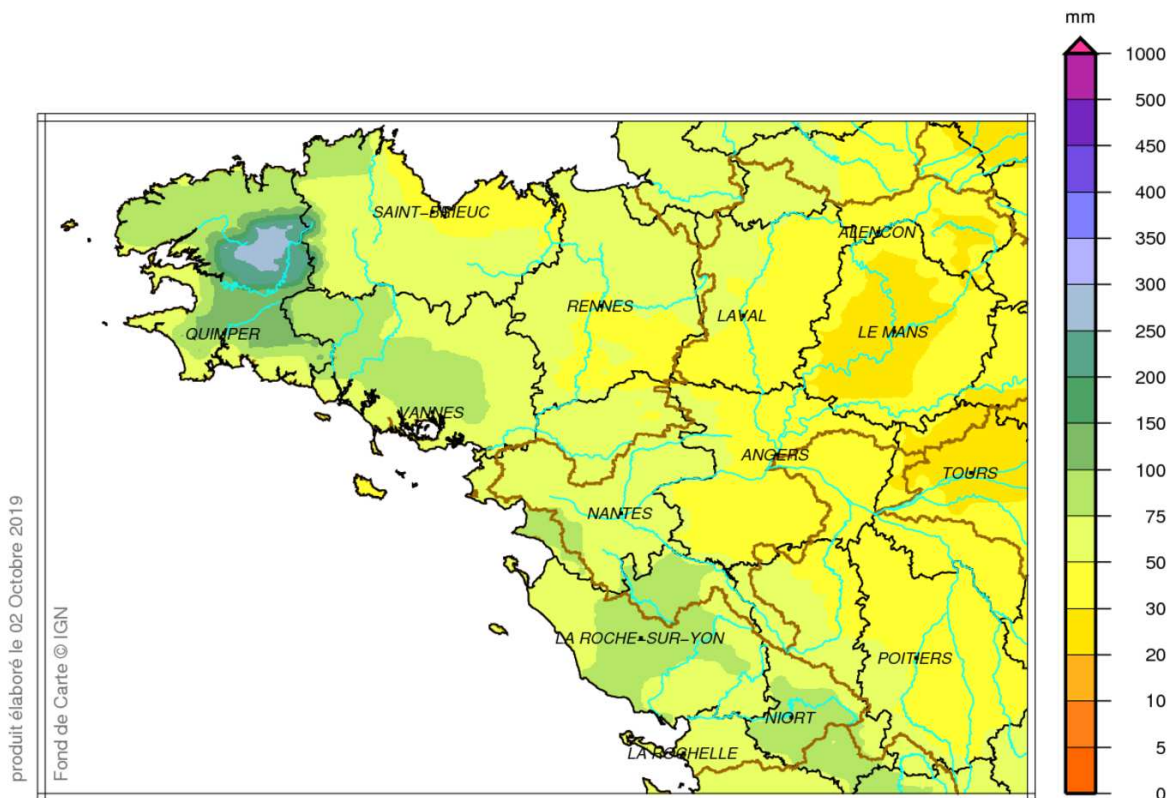 mm
1000
500
450
400
350
300
250
200
150
100
75
50
30
20
10
5
0
SAINT-BRIEUC
ALENCON
RENNES
LAVAL
LE MANS
QUIMPER
VANNES
ANGERS
TOURS
NANTES
LA ROCHE-SUR-YON
POITIERS
NIORT
LA ROCHELLE
produit élaboré le 02 Octobre 2019
Fond de Carte © IGN